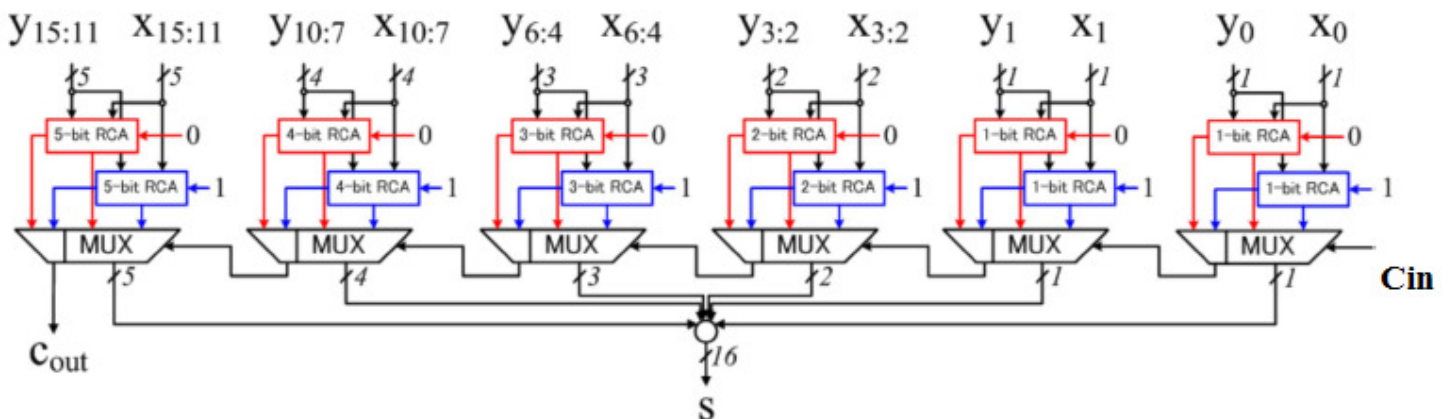 y15:11 x15:11 y10:7 x10:7 y6:4 x6:4 y3:2 x3:2 y1 x1 y0 x0
5 5 4 4 3 3 2 2 1 1 1 1
5-bit RCA 0 4-bit RCA 0 3-bit RCA 0 2-bit RCA 0 1-bit RCA 0 1-bit RCA 0
5-bit RCA 1 4-bit RCA 1 3-bit RCA 1 2-bit RCA 1 1-bit RCA 1 1-bit RCA 1
MUX MUX MUX MUX MUX MUX
5 4 3 2 1 1 Cin
cout 16
s